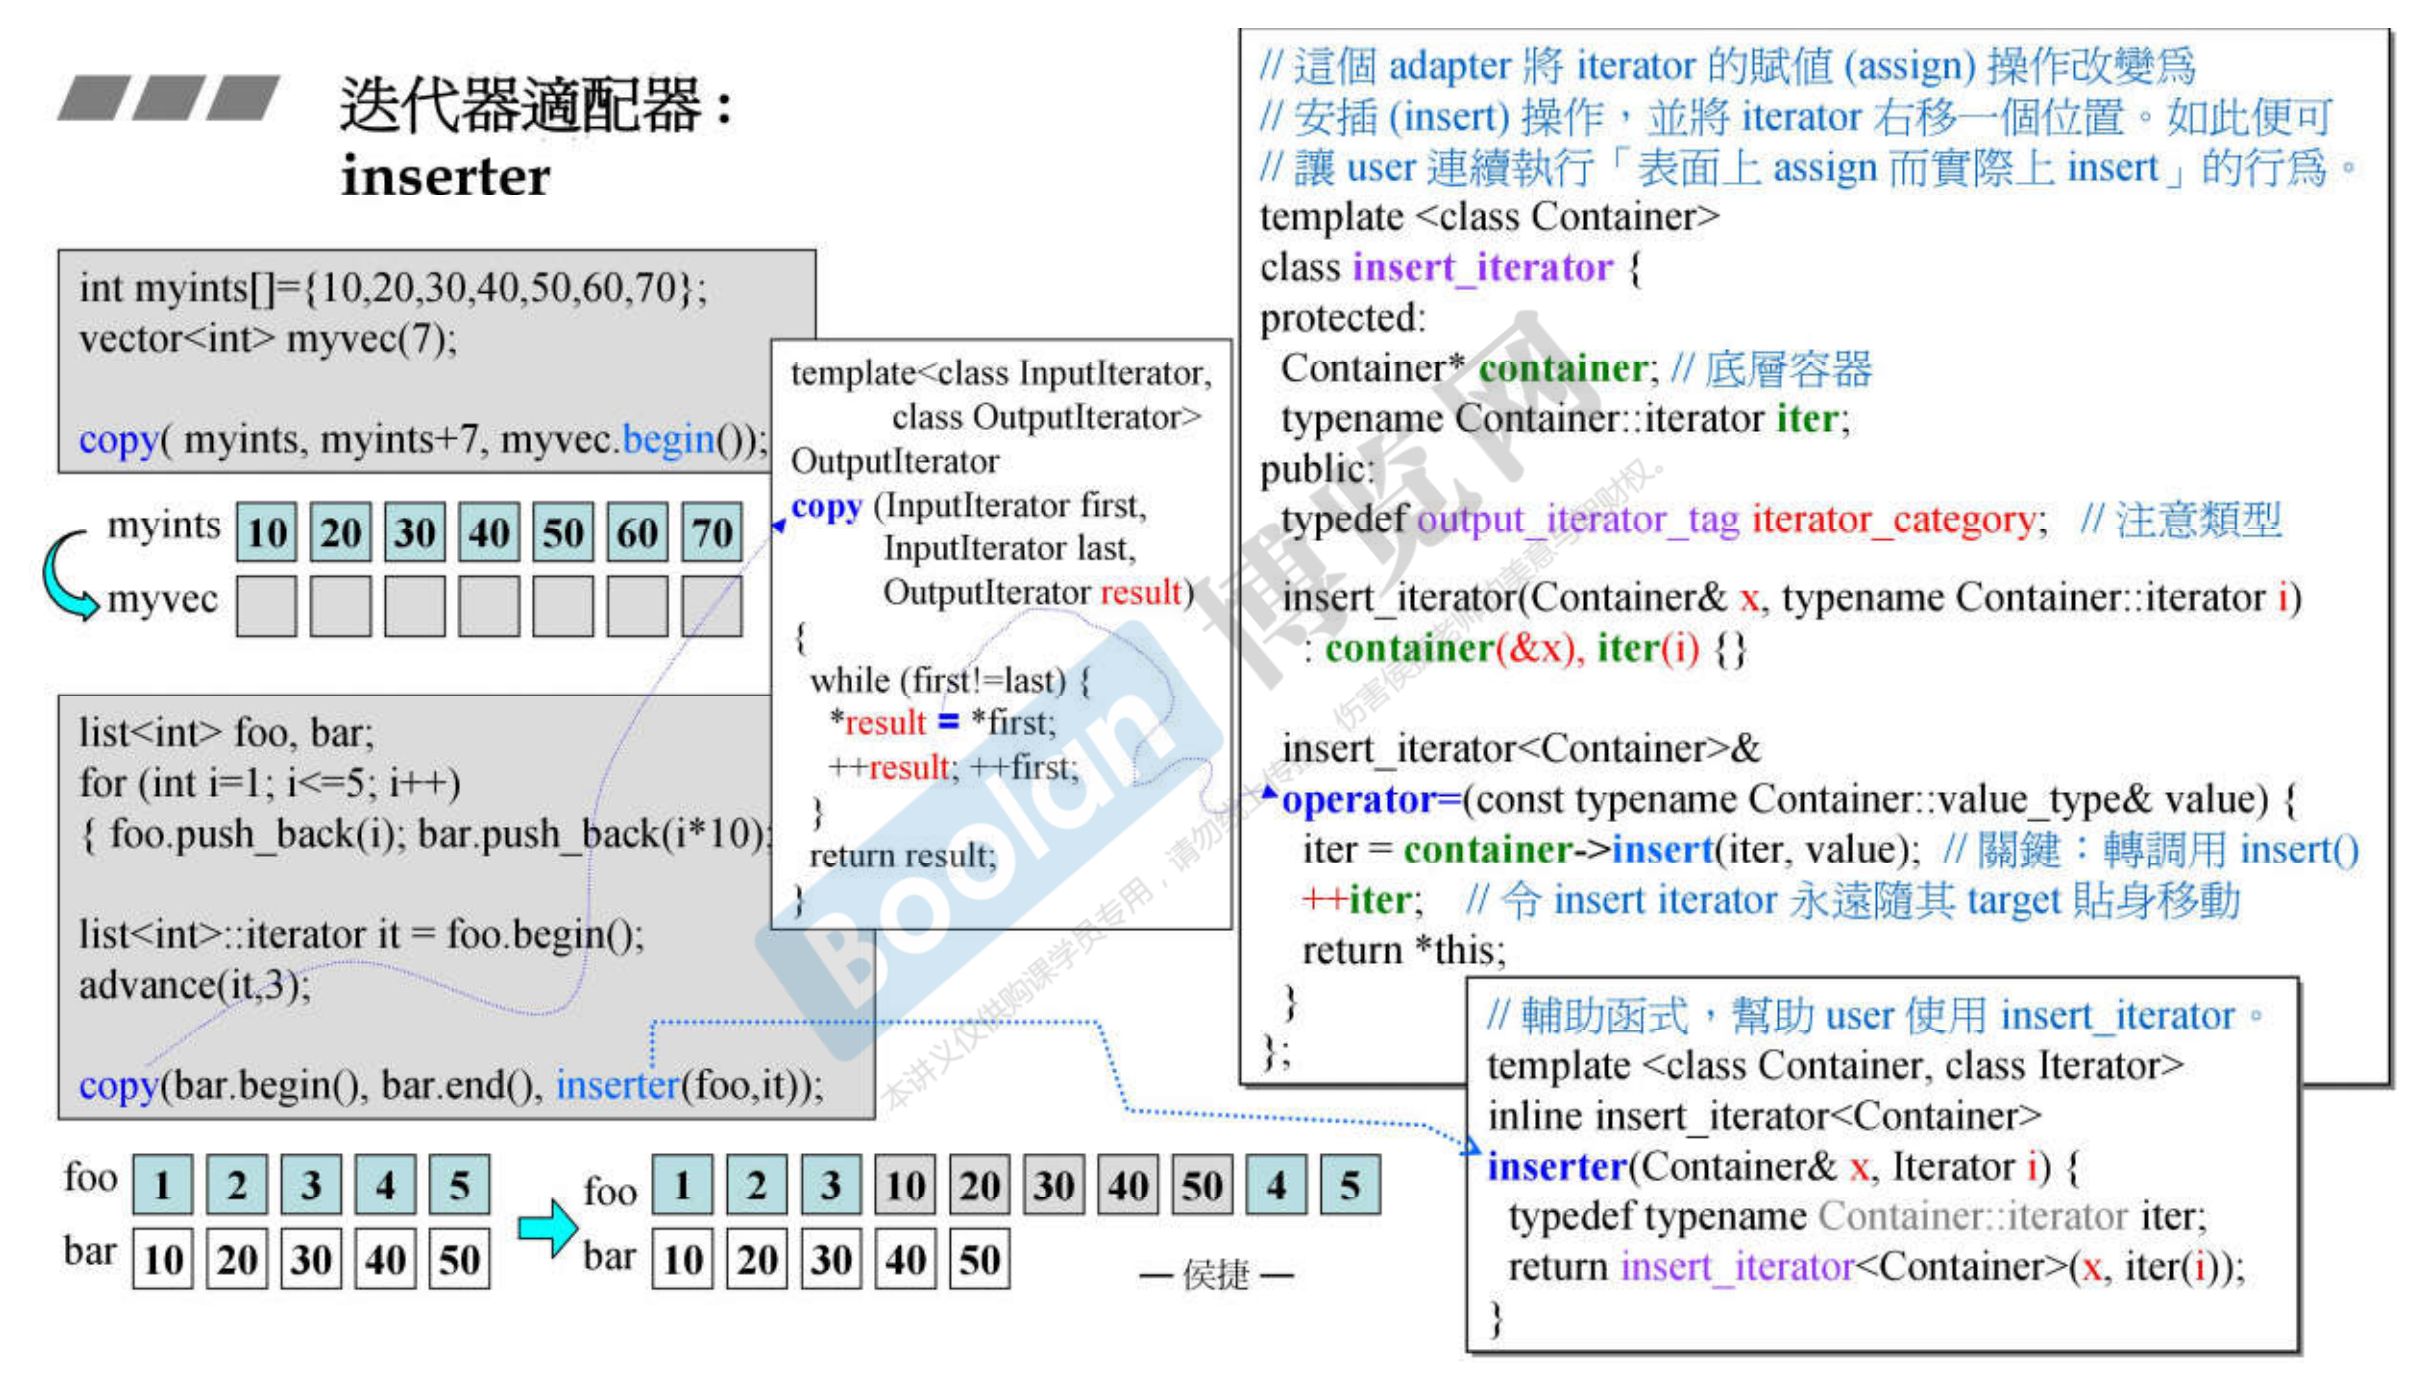 迭代器適配器：
inserter
int myints[]={10,20,30,40,50,60,70};
vector<int> myvec(7);
copy( myints, myints+7, myvec.begin());
myints 10 20 30 40 50 60 70
myvec
list<int> foo, bar;
for (int i=1; i<=5; i++)
{ foo.push_back(i); bar.push_back(i*10);
list<int>::iterator it = foo.begin();
advance(it,3);
copy(bar.begin(), bar.end(), inserter(foo,it));
foo 1 2 3 4 5
bar 10 20 30 40 50
foo 1 2 3 10 20 30 40 50 4 5
bar 10 20 30 40 50
— 侯捷 —
template<class InputIterator,
class OutputIterator>
OutputIterator
copy (InputIterator first,
InputIterator last,
OutputIterator result)
{
while (first!=last) {
*result = *first;
++result; ++first;
}
return result;
}
// 這個 adapter 將 iterator 的賦值 (assign) 操作改變爲
// 安插 (insert) 操作，並將 iterator 右移一個位置。如此便可
// 讓 user 連續執行「表面上 assign 而實際上 insert」的行爲。
template <class Container>
class insert_iterator {
protected:
Container* container; // 底層容器
typename Container::iterator iter;
public:
typedef output_iterator_tag iterator_category; // 注意類型
insert_iterator(Container& x, typename Container::iterator i)
: container(&x), iter(i) {}
insert_iterator<Container>&
operator=(const typename Container::value_type& value) {
iter = container->insert(iter, value); // 關鍵：轉調用 insert()
++iter; // 令 insert iterator 永遠隨其 target 貼身移動
return *this;
}
};
// 輔助函式，幫助 user 使用 insert_iterator。
template <class Container, class Iterator>
inline insert_iterator<Container>
inserter(Container& x, Iterator i) {
typedef typename Container::iterator iter;
return insert_iterator<Container>(x, iter(i));
}
Boolan 博览网
本讲义仅供购课学员专用，请勿